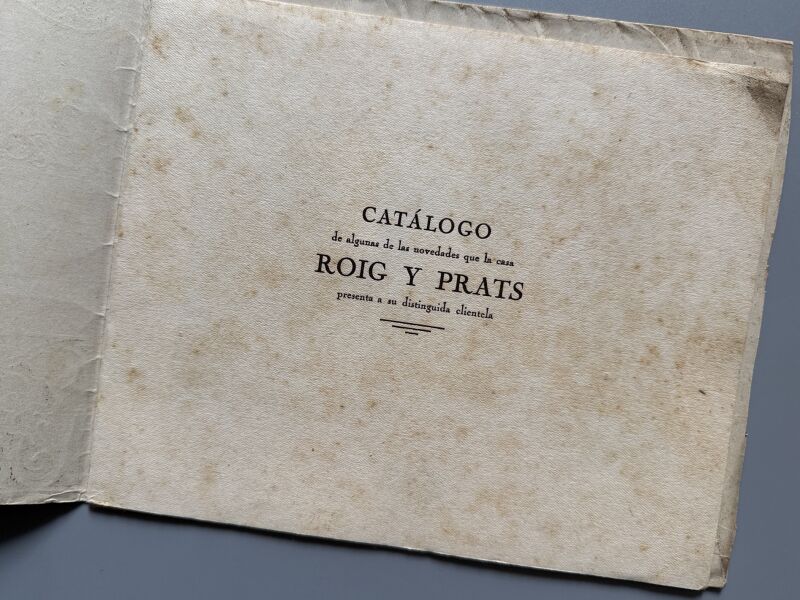 CATÁLOGO
de algunas de las novedades que la casa
ROIG Y PRATS
presenta a su distinguida clientela